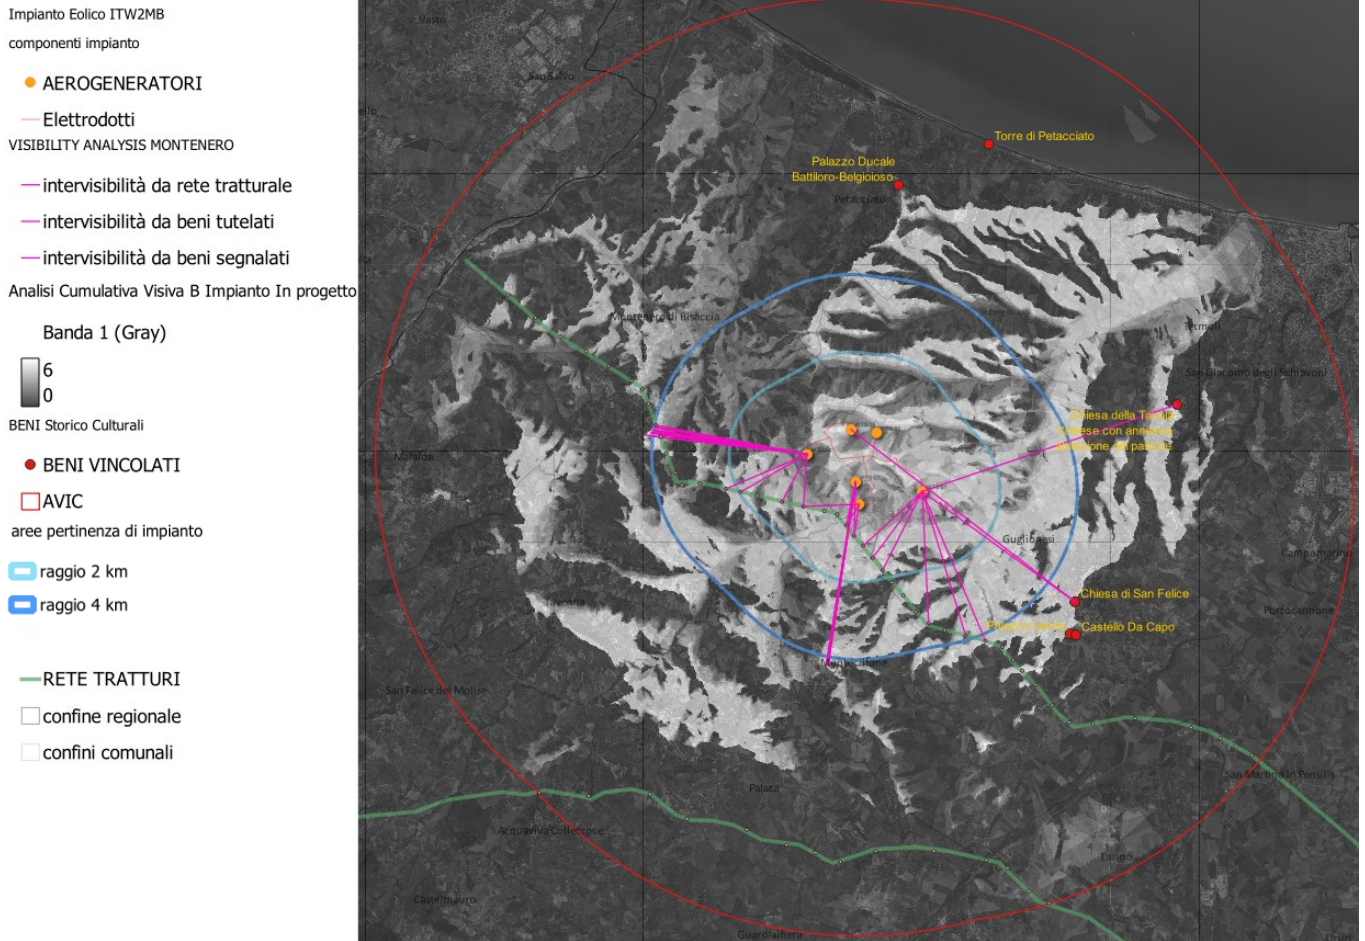 Impianto Eolico ITW2MB
componenti impianto
AEROGENERATORI
Elettrodotti
VISIBILITY ANALYSIS MONTENERO
intervisibilità da rete tratturale
intervisibilità da beni tutelati
intervisibilità da beni segnalati
Analisi Cumulativa Visiva B Impianto In progetto
Banda 1 (Gray)
6
0
BENI Storico Culturali
BENI VINCOLATI
AVIC
aree pertinenza di impianto
raggio 2 km
raggio 4 km
RETE TRATTURI
confine regionale
confini comunali
Vasto
San Salvo
Torre di Petacciato
Palazzo Ducale
Battiloro-Belgioioso
Petacciato
Montenero di Bisaccia
Termoli
San Giacomo degli Schiavoni
Chiesa della
con
Mafalda
Guglionesi
Campomarino
Chiesa di San Felice
Portocannone
Tavenna
Castello Da Capo
Montecilfone
San Felice del Molise
San Martino in Pensilis
Palata
Acquaviva Collecroce
Larino
Castelmauro
Guardialfiera